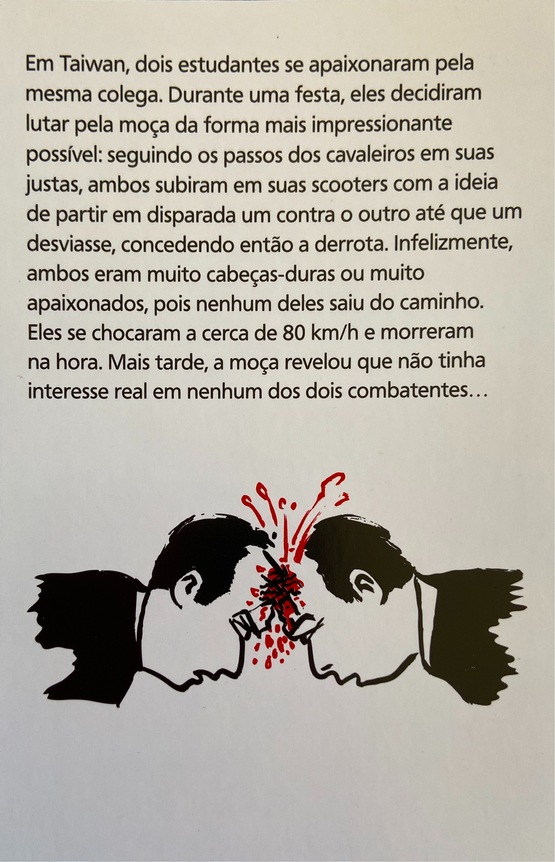 Em Taiwan, dois estudantes se apaixonaram pela
mesma colega. Durante uma festa, eles decidiram
lutar pela moça da forma mais impressionante
possível: seguindo os passos dos cavaleiros em suas
justas, ambos subiram em suas scooters com a ideia
de partir em disparada um contra o outro até que um
desviasse, concedendo então a derrota. Infelizmente,
ambos eram muito cabeças-duras ou muito
apaixonados, pois nenhum deles saiu do caminho.
Eles se chocaram a cerca de 80 km/h e morreram
na hora. Mais tarde, a moça revelou que não tinha
interesse real em nenhum dos dois combatentes…